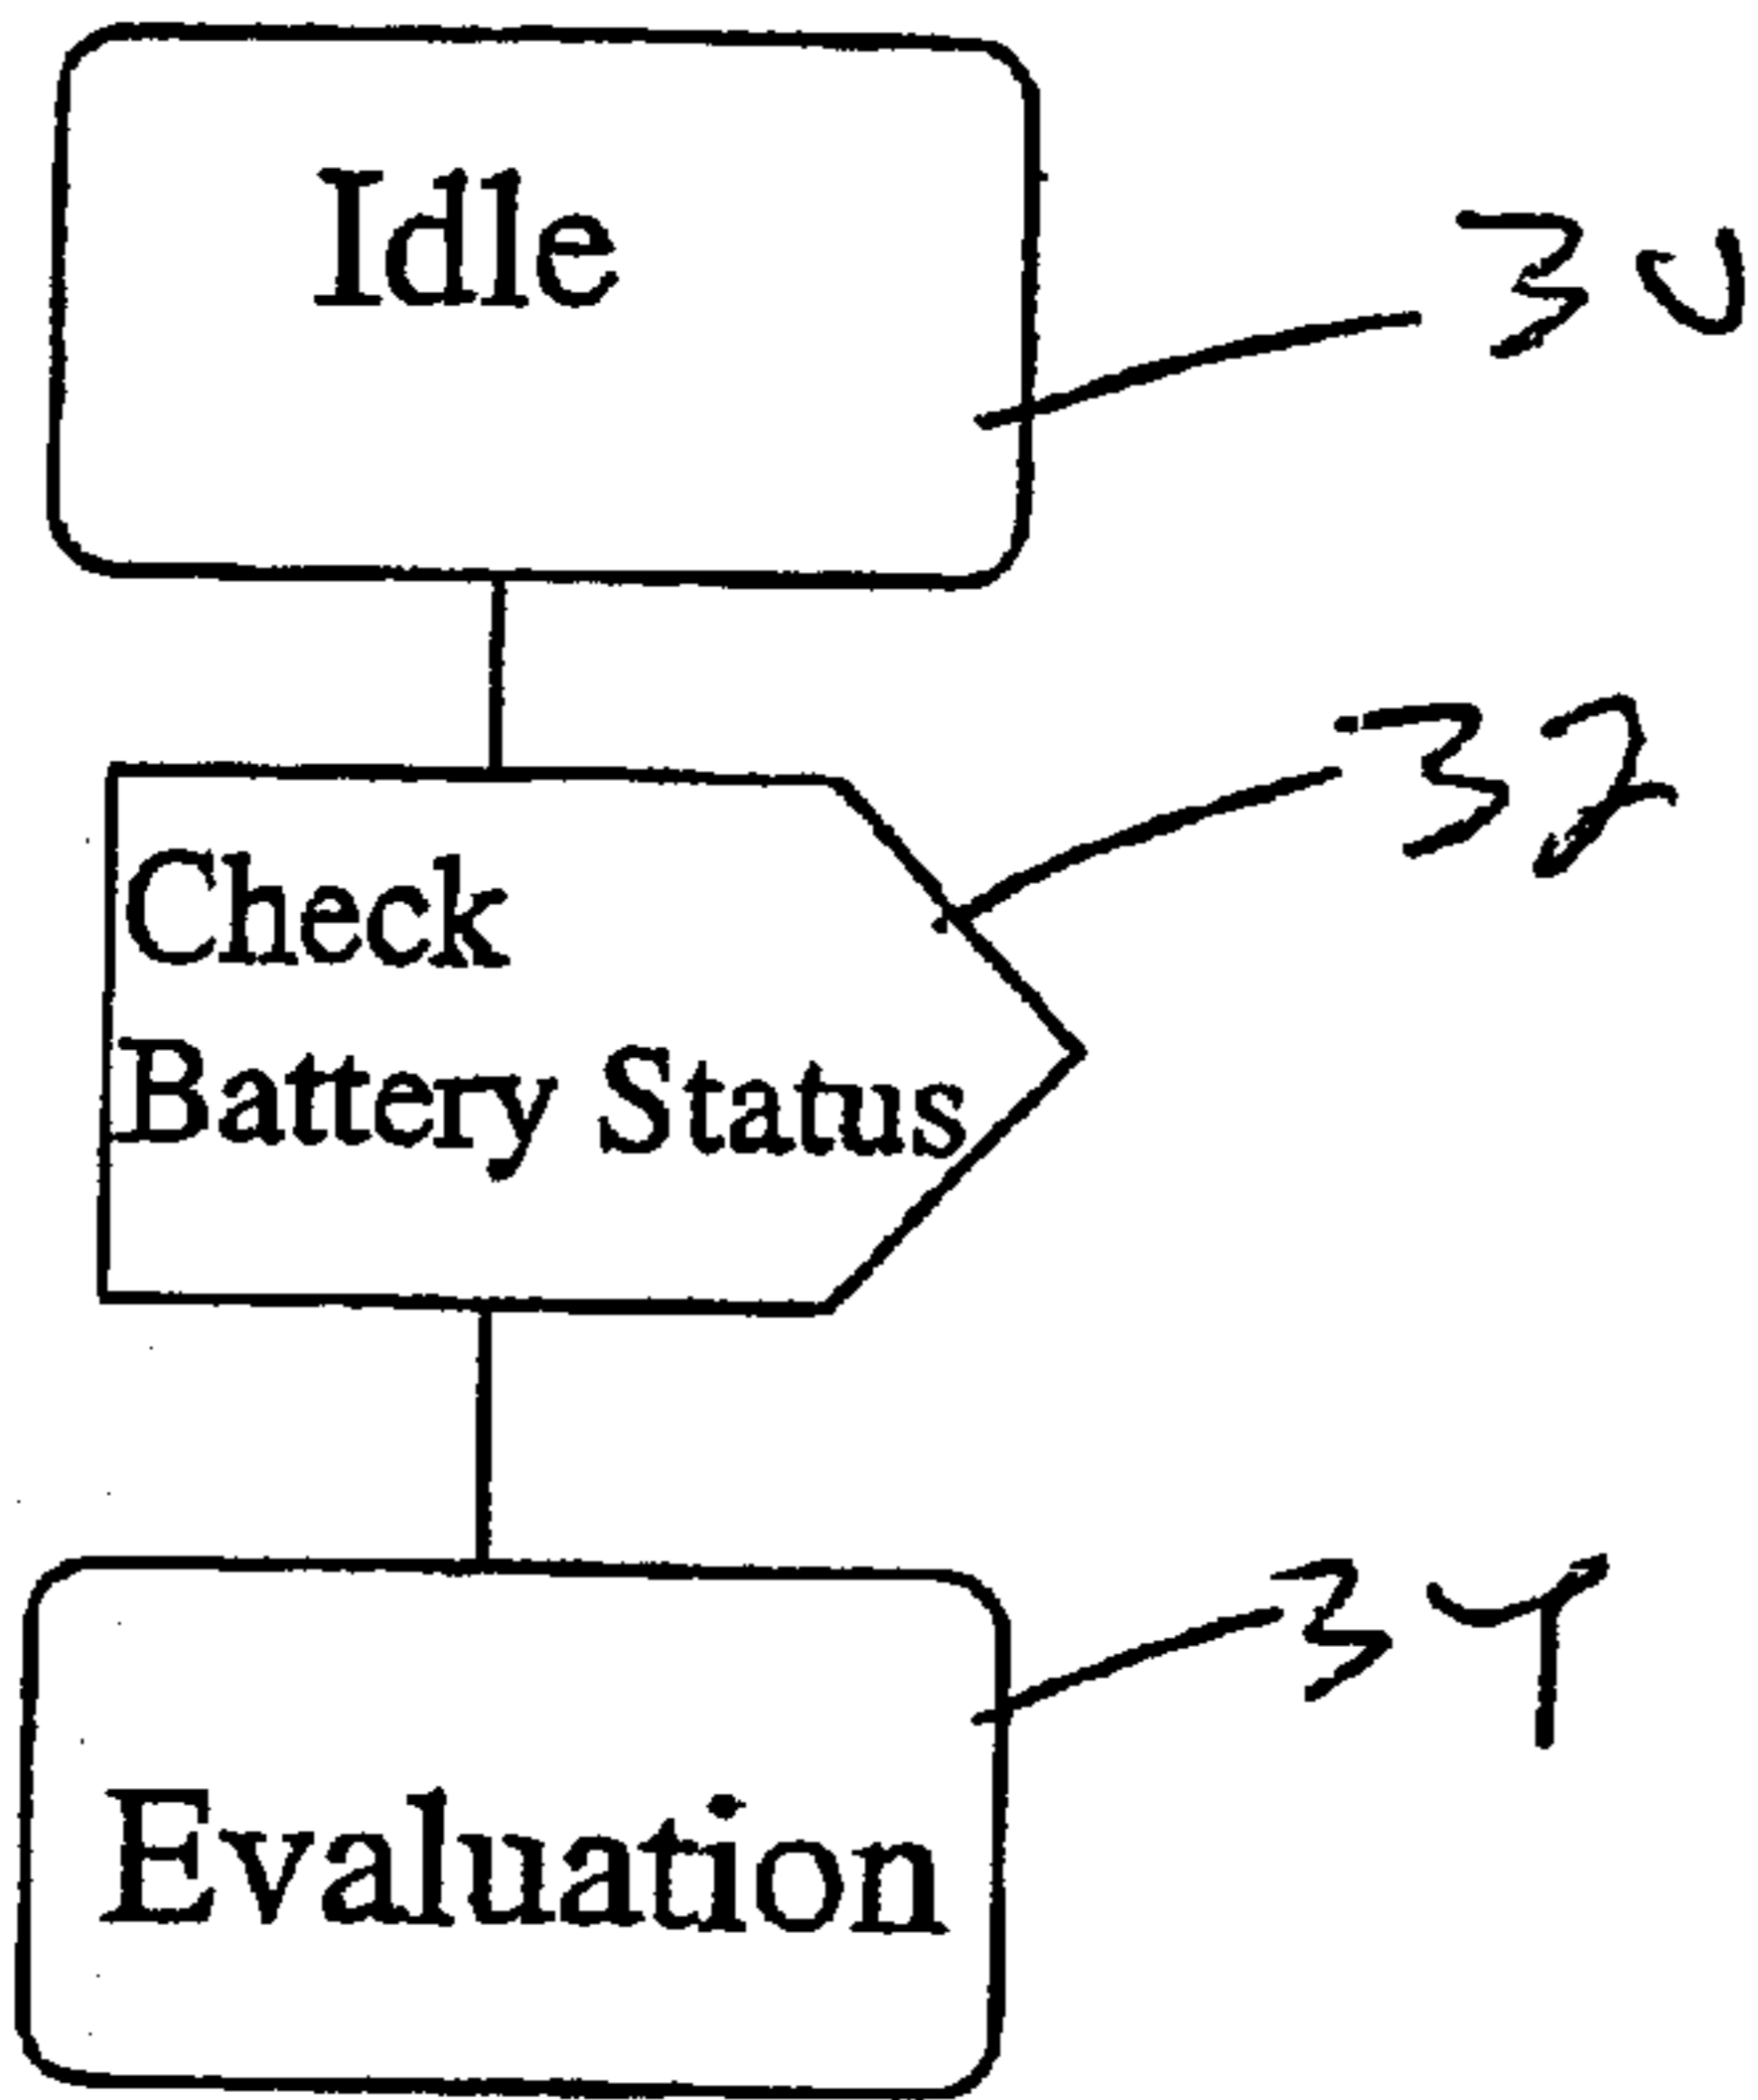 Idle
30
32
Check
Battery Status
34
Evaluation